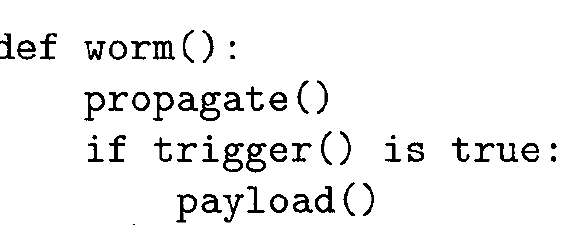 def worm():
    propagate()
    if trigger() is true:
        payload()